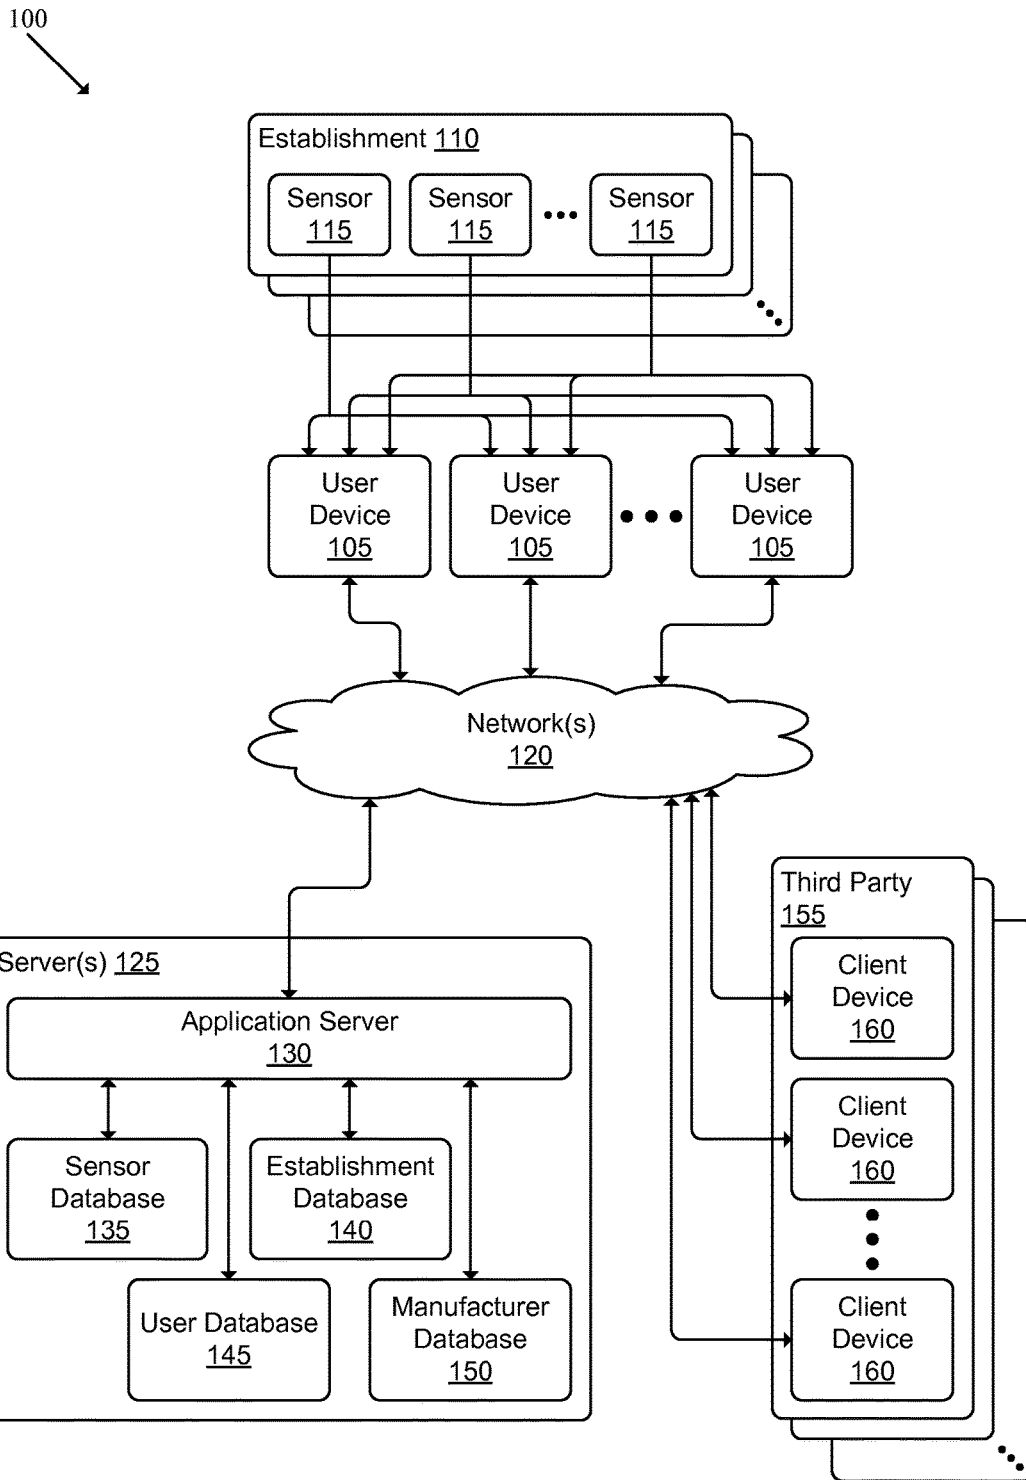 100
Establishment 110
Sensor
115
Sensor
115
Sensor
115
User
Device
105
User
Device
105
User
Device
105
Network(s)
120
Server(s) 125
Application Server
130
Sensor
Database
135
Establishment
Database
140
User Database
145
Manufacturer
Database
150
Third Party
155
Client
Device
160
Client
Device
160
Client
Device
160